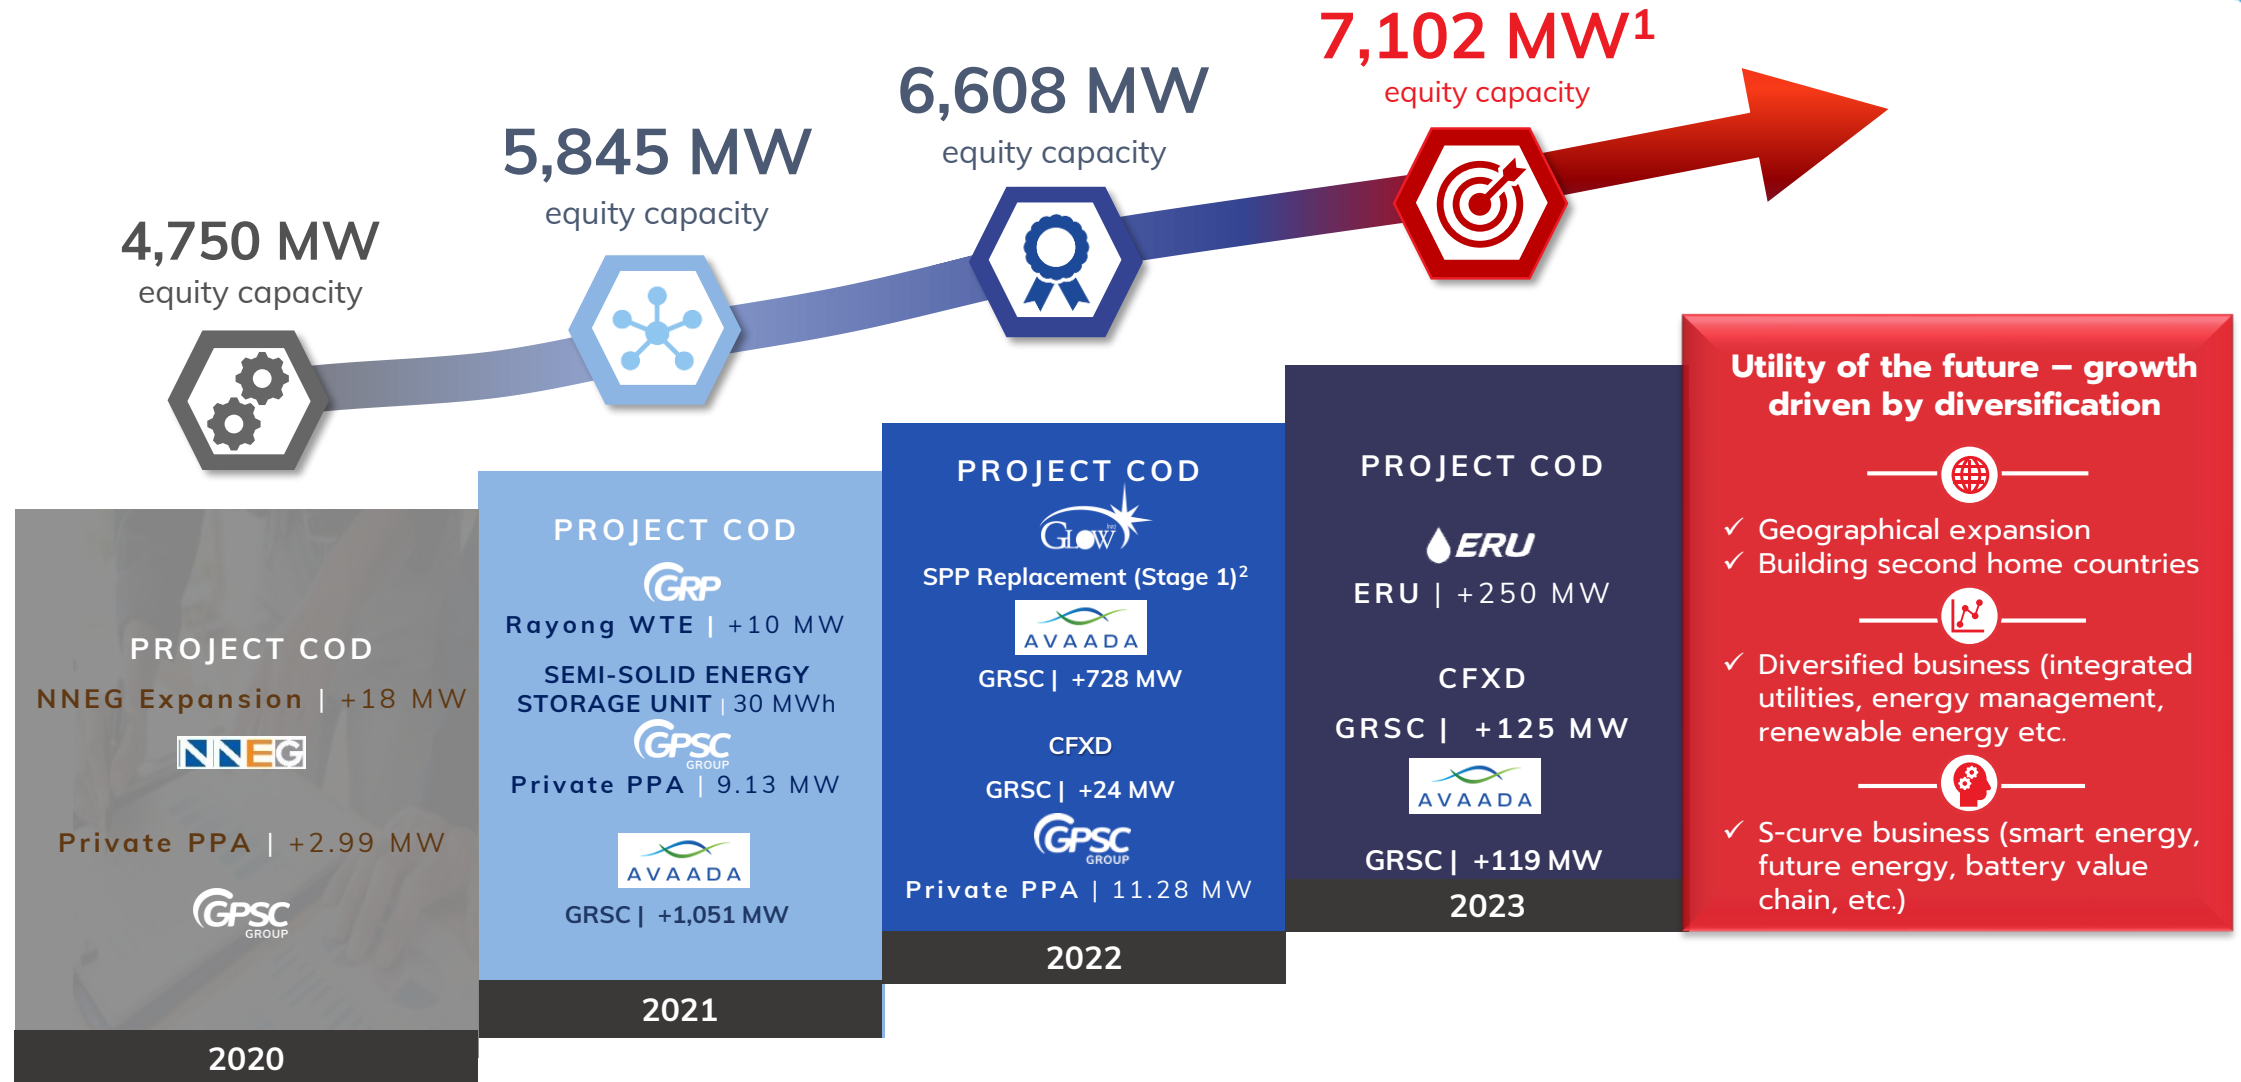 4,750 MW
equity capacity
5,845 MW
equity capacity
6,608 MW
equity capacity
7,102 MW¹
equity capacity
PROJECT COD
NNEG Expansion | +18 MW
NNEG
Private PPA | +2.99 MW
GPSC
GROUP
2020
PROJECT COD
GRP
Rayong WTE | +10 MW
SEMI-SOLID ENERGY
STORAGE UNIT | 30 MWh
GPSC
GROUP
Private PPA | 9.13 MW
AVAADA
GRSC | +1,051 MW
2021
PROJECT COD
GLOW
SPP Replacement (Stage 1)²
AVAADA
GRSC | +728 MW
CFXD
GRSC | +24 MW
GPSC
GROUP
Private PPA | 11.28 MW
2022
PROJECT COD
ERU
ERU | +250 MW
CFXD
GRSC | +125 MW
AVAADA
GRSC | +119 MW
2023
Utility of the future – growth
driven by diversification
✓ Geographical expansion
✓ Building second home countries
✓ Diversified business (integrated
utilities, energy management,
renewable energy etc.
✓ S-curve business (smart energy,
future energy, battery value
chain, etc.)